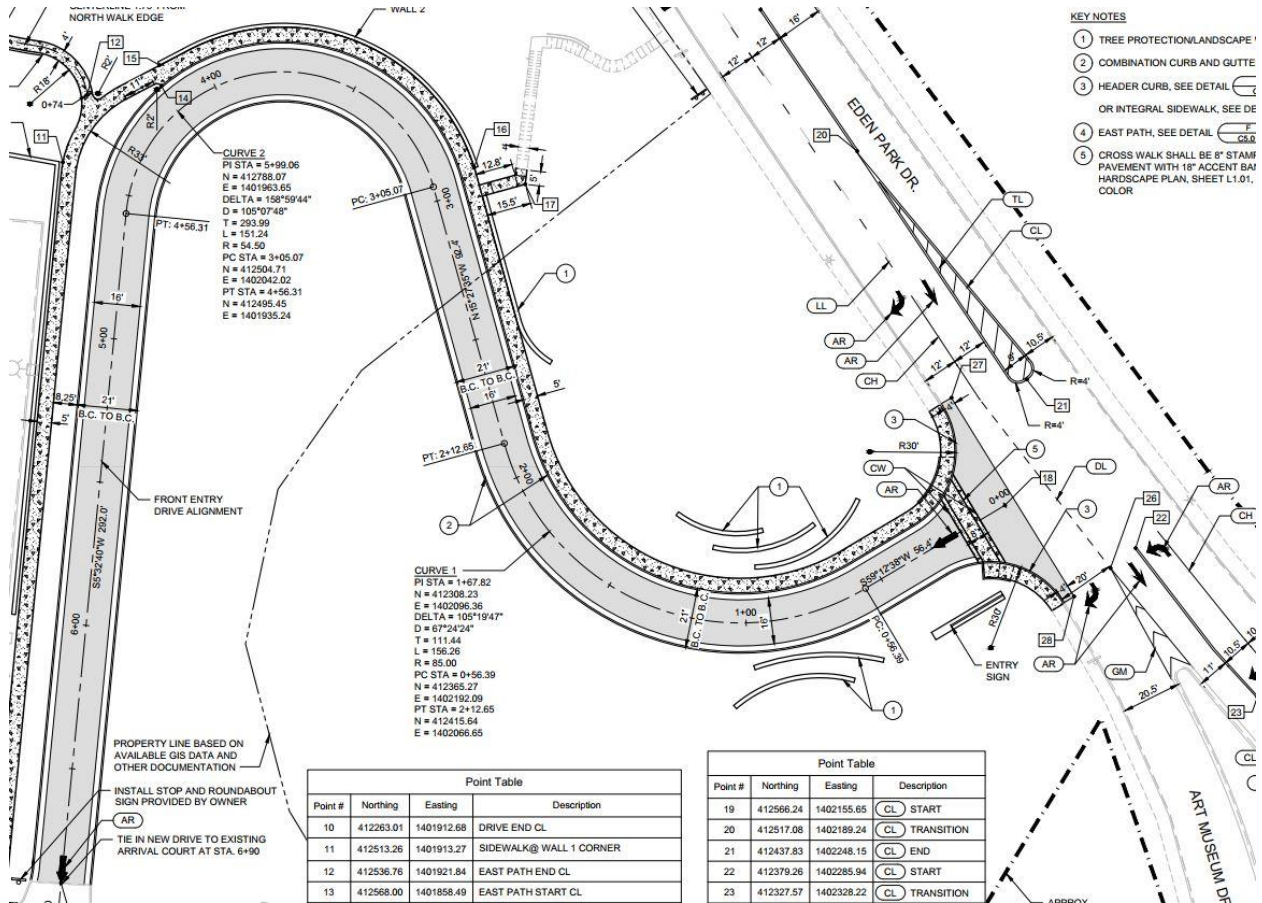 CENTERLINE 1.75' FROM
NORTH WALK EDGE
WALL 2
12
15
4'
R2'
R18'
0+74
11'
14
R2'
4+00
11
R33'
CURVE 2
PI STA = 5+99.06
N = 412788.07
E = 1401963.65
DELTA = 158°59'44"
D = 105°07'48"
T = 293.99
L = 151.24
R = 54.50
PC STA = 3+05.07
N = 412504.71
E = 1402042.02
PT STA = 4+56.31
N = 412495.45
E = 1401935.24
PT: 4+56.31
PC: 3+05.07
3+00
16
12.8'
4'
5'
15.5'
17
N 15°27'35"W 92.4'
1
16'
5+00
8.25'
21'
B.C. TO B.C.
5'
21'
B.C. TO B.C.
16'
5'
PT: 2+12.65
2+00
2
FRONT ENTRY
DRIVE ALIGNMENT
S5°32'40"W 292.0'
6+00
CURVE 1
PI STA = 1+67.82
N = 412308.23
E = 1402096.36
DELTA = 105°19'47"
D = 67°24'24"
T = 111.44
L = 156.26
R = 85.00
PC STA = 0+56.39
N = 412365.27
E = 1402192.09
PT STA = 2+12.65
N = 412415.64
E = 1402066.65
PROPERTY LINE BASED ON
AVAILABLE GIS DATA AND
OTHER DOCUMENTATION
INSTALL STOP AND ROUNDABOUT
SIGN PROVIDED BY OWNER
AR
TIE IN NEW DRIVE TO EXISTING
ARRIVAL COURT AT STA. 6+90
16'
12'
12'
20
EDEN PARK DR.
TL
CL
LL
AR
AR
CH
12'
12'
10.5'
8'
R=4'
21
R=4'
27
4'
3
R30'
5
CW
AR
18
DL
0+00
3
26
22
AR
CH
8'
S59°12'38"W 56.4'
1
21'
B.C. TO B.C.
1+00
16'
PC: 0+56.39
R30'
4'
20'
28
ENTRY
SIGN
AR
GM
1
20.5'
11'
10.5'
23
CL
ART MUSEUM DR
APPROX
KEY NOTES
1 TREE PROTECTION/LANDSCAPE
2 COMBINATION CURB AND GUTTE
3 HEADER CURB, SEE DETAIL
OR INTEGRAL SIDEWALK, SEE DE
4 EAST PATH, SEE DETAIL F C5.0
5 CROSS WALK SHALL BE 8" STAMP
PAVEMENT WITH 18" ACCENT BAN
HARDSCAPE PLAN, SHEET L1.01,
COLOR
Point Table
Point # Northing Easting Description
10 412263.01 1401912.68 DRIVE END CL
11 412513.26 1401913.27 SIDEWALK@ WALL 1 CORNER
12 412536.76 1401921.84 EAST PATH END CL
13 412568.00 1401858.49 EAST PATH START CL
Point Table
Point # Northing Easting Description
19 412566.24 1402155.65 CL START
20 412517.08 1402189.24 CL TRANSITION
21 412437.83 1402248.15 CL END
22 412379.26 1402285.94 CL START
23 412327.57 1402328.22 CL TRANSITION